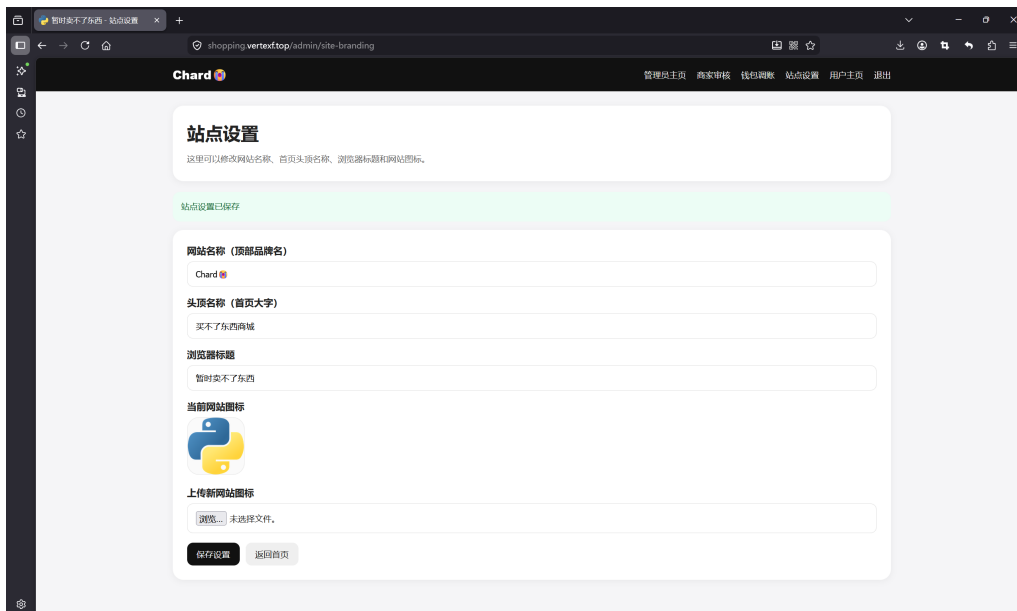 暂时卖不了东西 - 站点设置
shopping.vertexf.top/admin/site-branding
Chard
管理员主页 商家审核 钱包调账 站点设置 用户主页 退出
站点设置
这里可以修改网站名称、首页头顶名称、浏览器标题和网站图标。
站点设置已保存
网站名称（顶部品牌名）
Chard
头顶名称（首页大字）
买不了东西商城
浏览器标题
暂时卖不了东西
当前网站图标
上传新网站图标
浏览... 未选择文件。
保存设置 返回首页